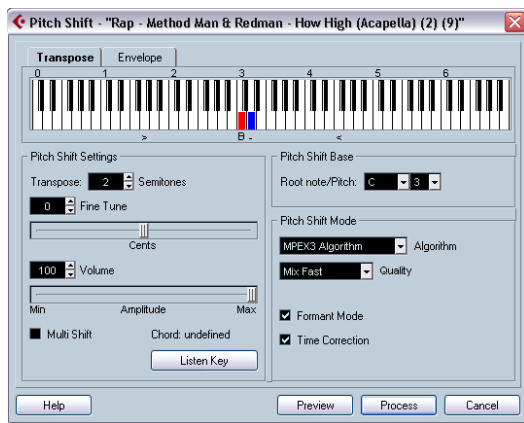 Pitch Shift - "Rap - Method Man & Redman - How High (Acapella) (2) (9)"
Transpose Envelope
0 1 2 3 4 5 6
> B - <
Pitch Shift Settings
Transpose: 2 Semitones
0 Fine Tune
Cents
100 Volume
Min Amplitude Max
Multi Shift Chord: undefined
Listen Key
Pitch Shift Base
Root note/Pitch: C 3
Pitch Shift Mode
MPEX3 Algorithm Algorithm
Mix Fast Quality
Formant Mode
Time Correction
Help Preview Process Cancel